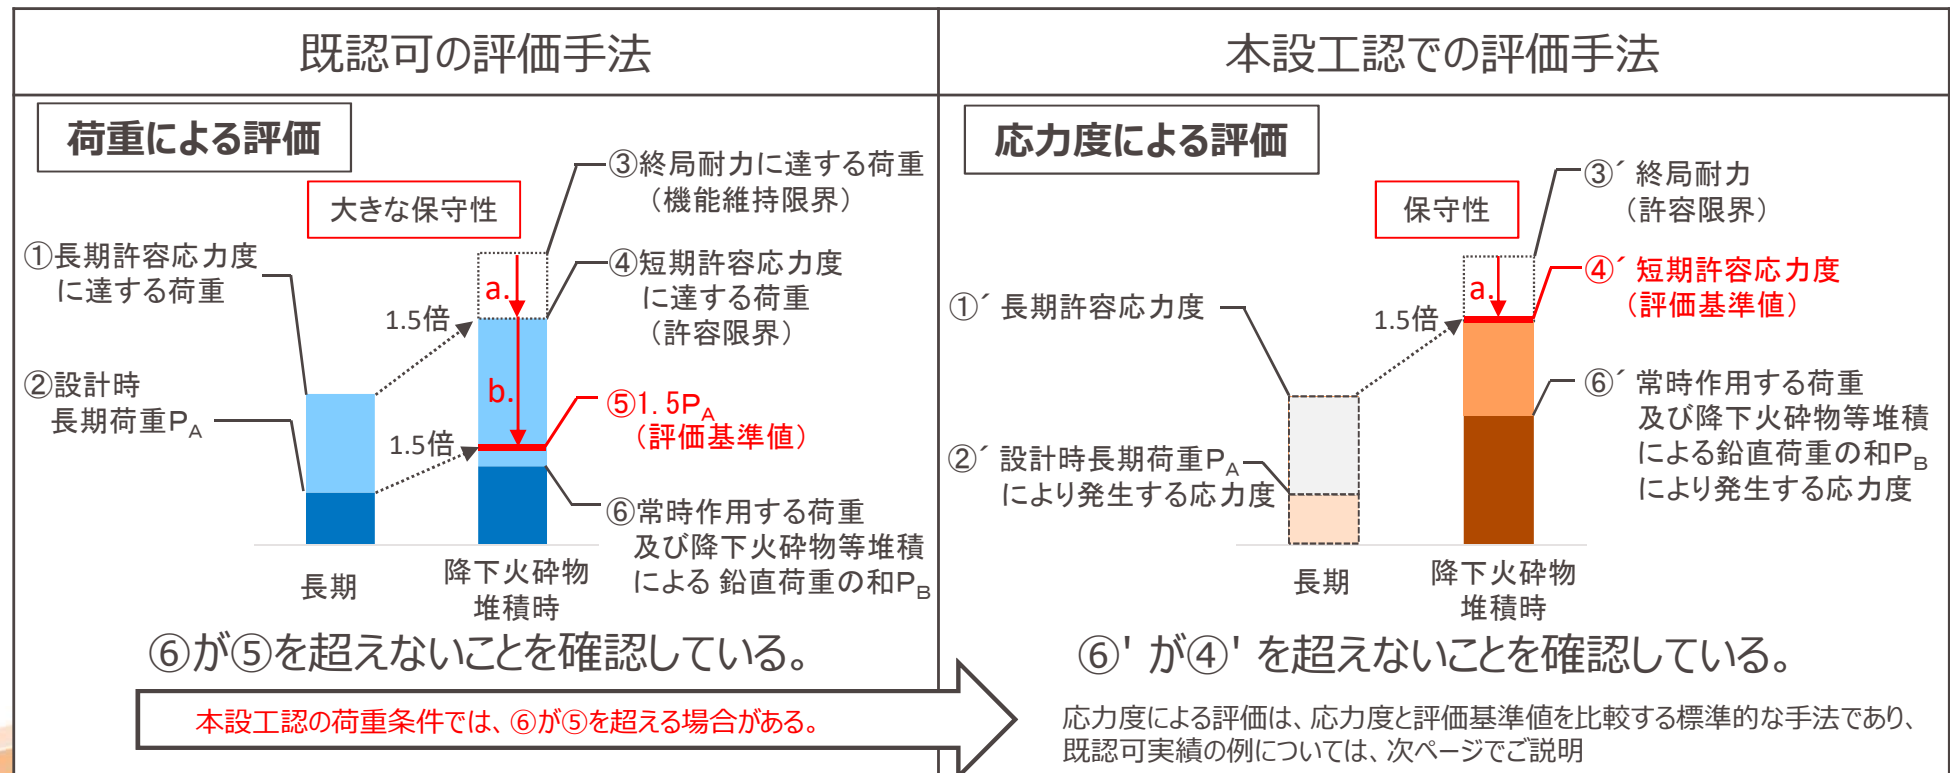 既認可の評価手法
本設工認での評価手法
荷重による評価
大きな保守性
③終局耐力に達する荷重
（機能維持限界）
①長期許容応力度
に達する荷重
④短期許容応力度
に達する荷重
（許容限界）
a.
1.5倍
②設計時
長期荷重PA
b.
⑤1.5PA
（評価基準値）
1.5倍
⑥常時作用する荷重
及び降下火砕物等堆積
による 鉛直荷重の和PB
長期
降下火砕物
堆積時
⑥が⑤を超えないことを確認している。
本設工認の荷重条件では、⑥が⑤を超える場合がある。
応力度による評価
保守性
③´ 終局耐力
（許容限界）
④´ 短期許容応力度
（評価基準値）
a.
①´ 長期許容応力度
1.5倍
②´ 設計時長期荷重PA
により発生する応力度
⑥´ 常時作用する荷重
及び降下火砕物等堆積
による鉛直荷重の和PB
により発生する応力度
長期
降下火砕物
堆積時
⑥' が④' を超えないことを確認している。
応力度による評価は、応力度と評価基準値を比較する標準的な手法であり、
既認可実績の例については、次ページでご説明